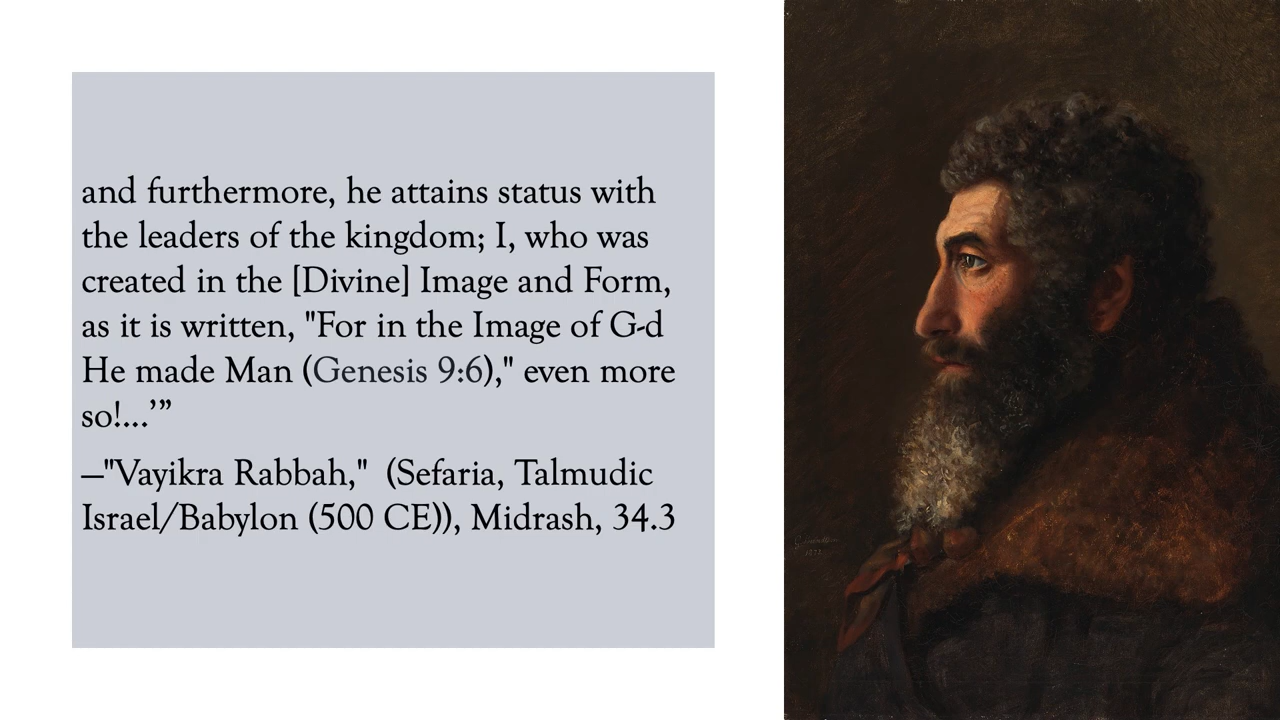 and furthermore, he attains status with
the leaders of the kingdom; I, who was
created in the [Divine] Image and Form,
as it is written, "For in the Image of G-d
He made Man (Genesis 9:6)," even more
so!...’”
—"Vayikra Rabbah,"  (Sefaria, Talmudic
Israel/Babylon (500 CE)), Midrash, 34.3